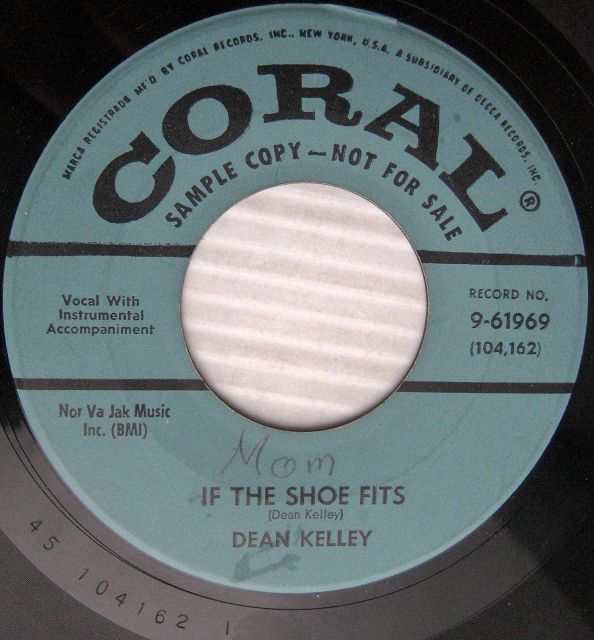 MARCA REGISTRADA MF'D BY CORAL RECORDS, INC., NEW YORK, U.S.A. A SUBSIDIARY OF DECCA RECORDS, INC.
CORAL®
SAMPLE COPY—NOT FOR SALE
Vocal With
Instrumental
Accompaniment
RECORD NO.
9-61969
(104,162)
Nor Va Jak Music
Inc. (BMI)
Mom
IF THE SHOE FITS
(Dean Kelley)
DEAN KELLEY
45 104162 1